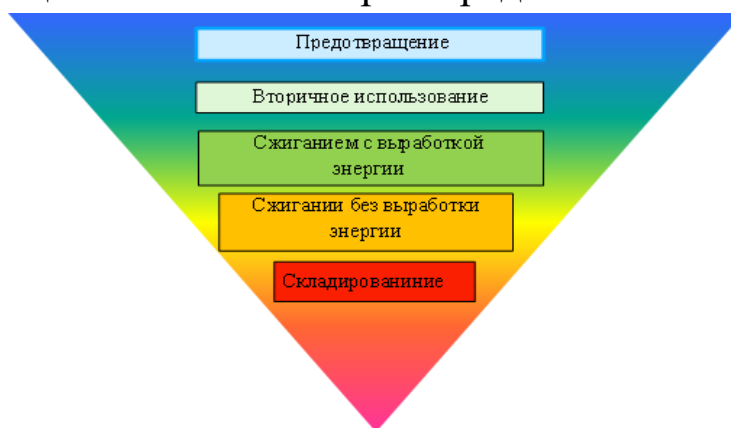 Предотвращение
Вторичное использование
Сжиганием с выработкой
энергии
Сжигании без выработки
энергии
Складированиние